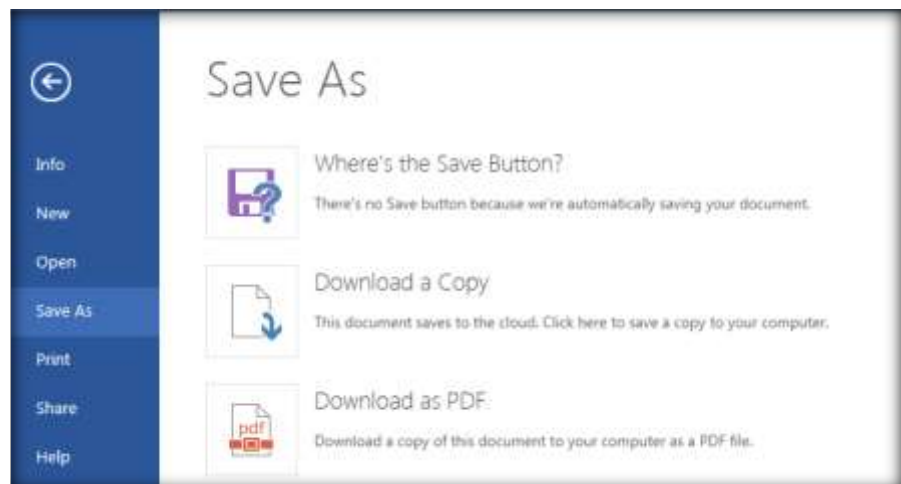 Save As
Info
New
Open
Save As
Print
Share
Help
Where's the Save Button?
There's no Save button because we're automatically saving your document.
Download a Copy
This document saves to the cloud. Click here to save a copy to your computer.
pdf
Download as PDF
Download a copy of this document to your computer as a PDF file.